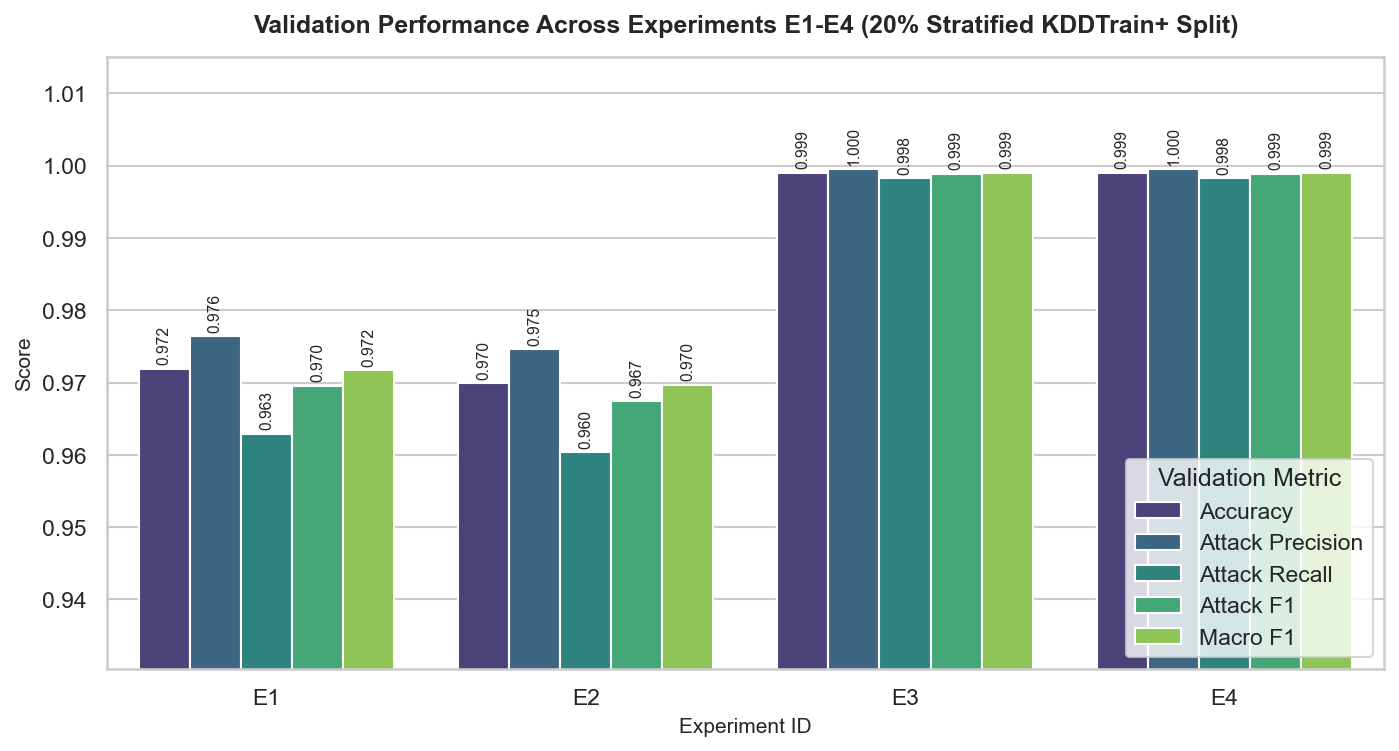 Validation Performance Across Experiments E1-E4 (20% Stratified KDDTrain+ Split)
1.01
1.00
0.99
0.98
0.97
0.96
0.95
0.94
Score
0.972
0.976
0.963
0.970
0.972
0.970
0.975
0.960
0.967
0.970
0.999
1.000
0.998
0.999
0.999
0.999
1.000
0.998
0.999
0.999
Validation Metric
Accuracy
Attack Precision
Attack Recall
Attack F1
Macro F1
E1
E2
E3
E4
Experiment ID